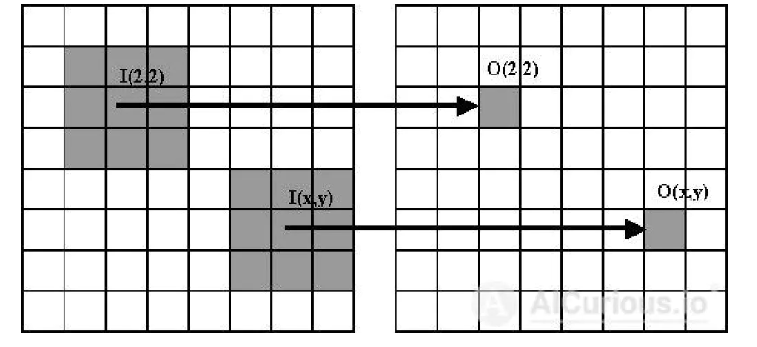 I(2,2)
O(2,2)
I(x,y)
O(x,y)
AICurious.io